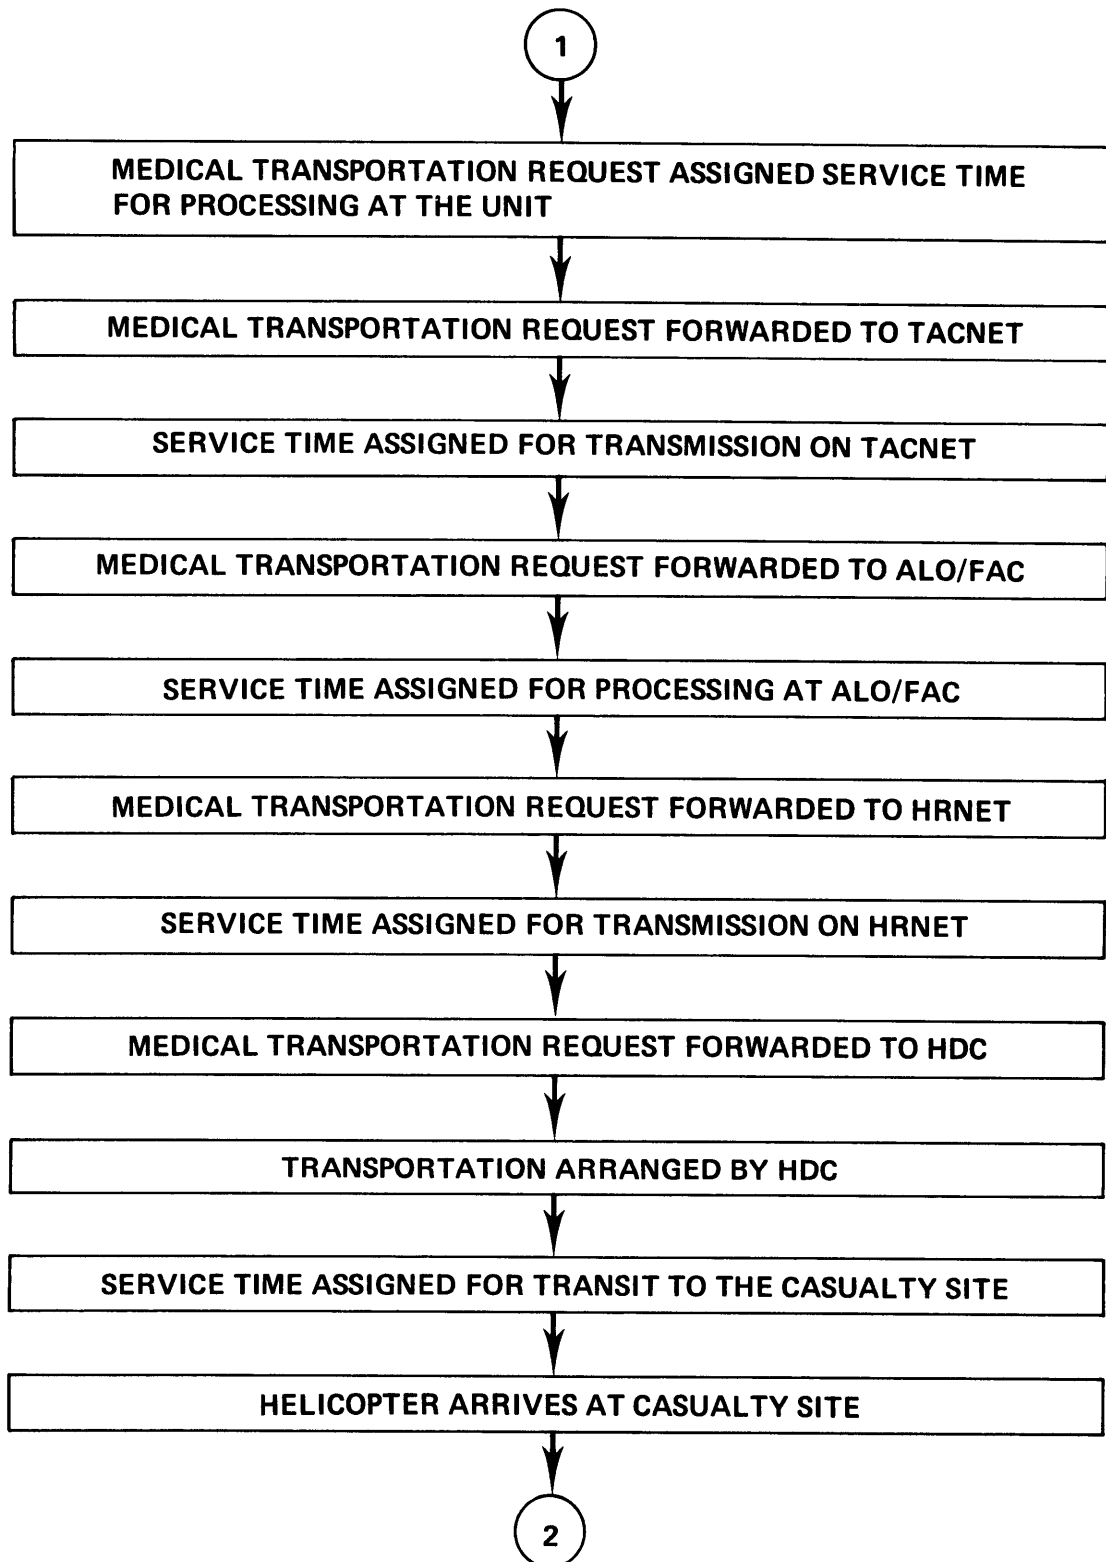 1
MEDICAL TRANSPORTATION REQUEST ASSIGNED SERVICE TIME
FOR PROCESSING AT THE UNIT
MEDICAL TRANSPORTATION REQUEST FORWARDED TO TACNET
SERVICE TIME ASSIGNED FOR TRANSMISSION ON TACNET
MEDICAL TRANSPORTATION REQUEST FORWARDED TO ALO/FAC
SERVICE TIME ASSIGNED FOR PROCESSING AT ALO/FAC
MEDICAL TRANSPORTATION REQUEST FORWARDED TO HRNET
SERVICE TIME ASSIGNED FOR TRANSMISSION ON HRNET
MEDICAL TRANSPORTATION REQUEST FORWARDED TO HDC
TRANSPORTATION ARRANGED BY HDC
SERVICE TIME ASSIGNED FOR TRANSIT TO THE CASUALTY SITE
HELICOPTER ARRIVES AT CASUALTY SITE
2